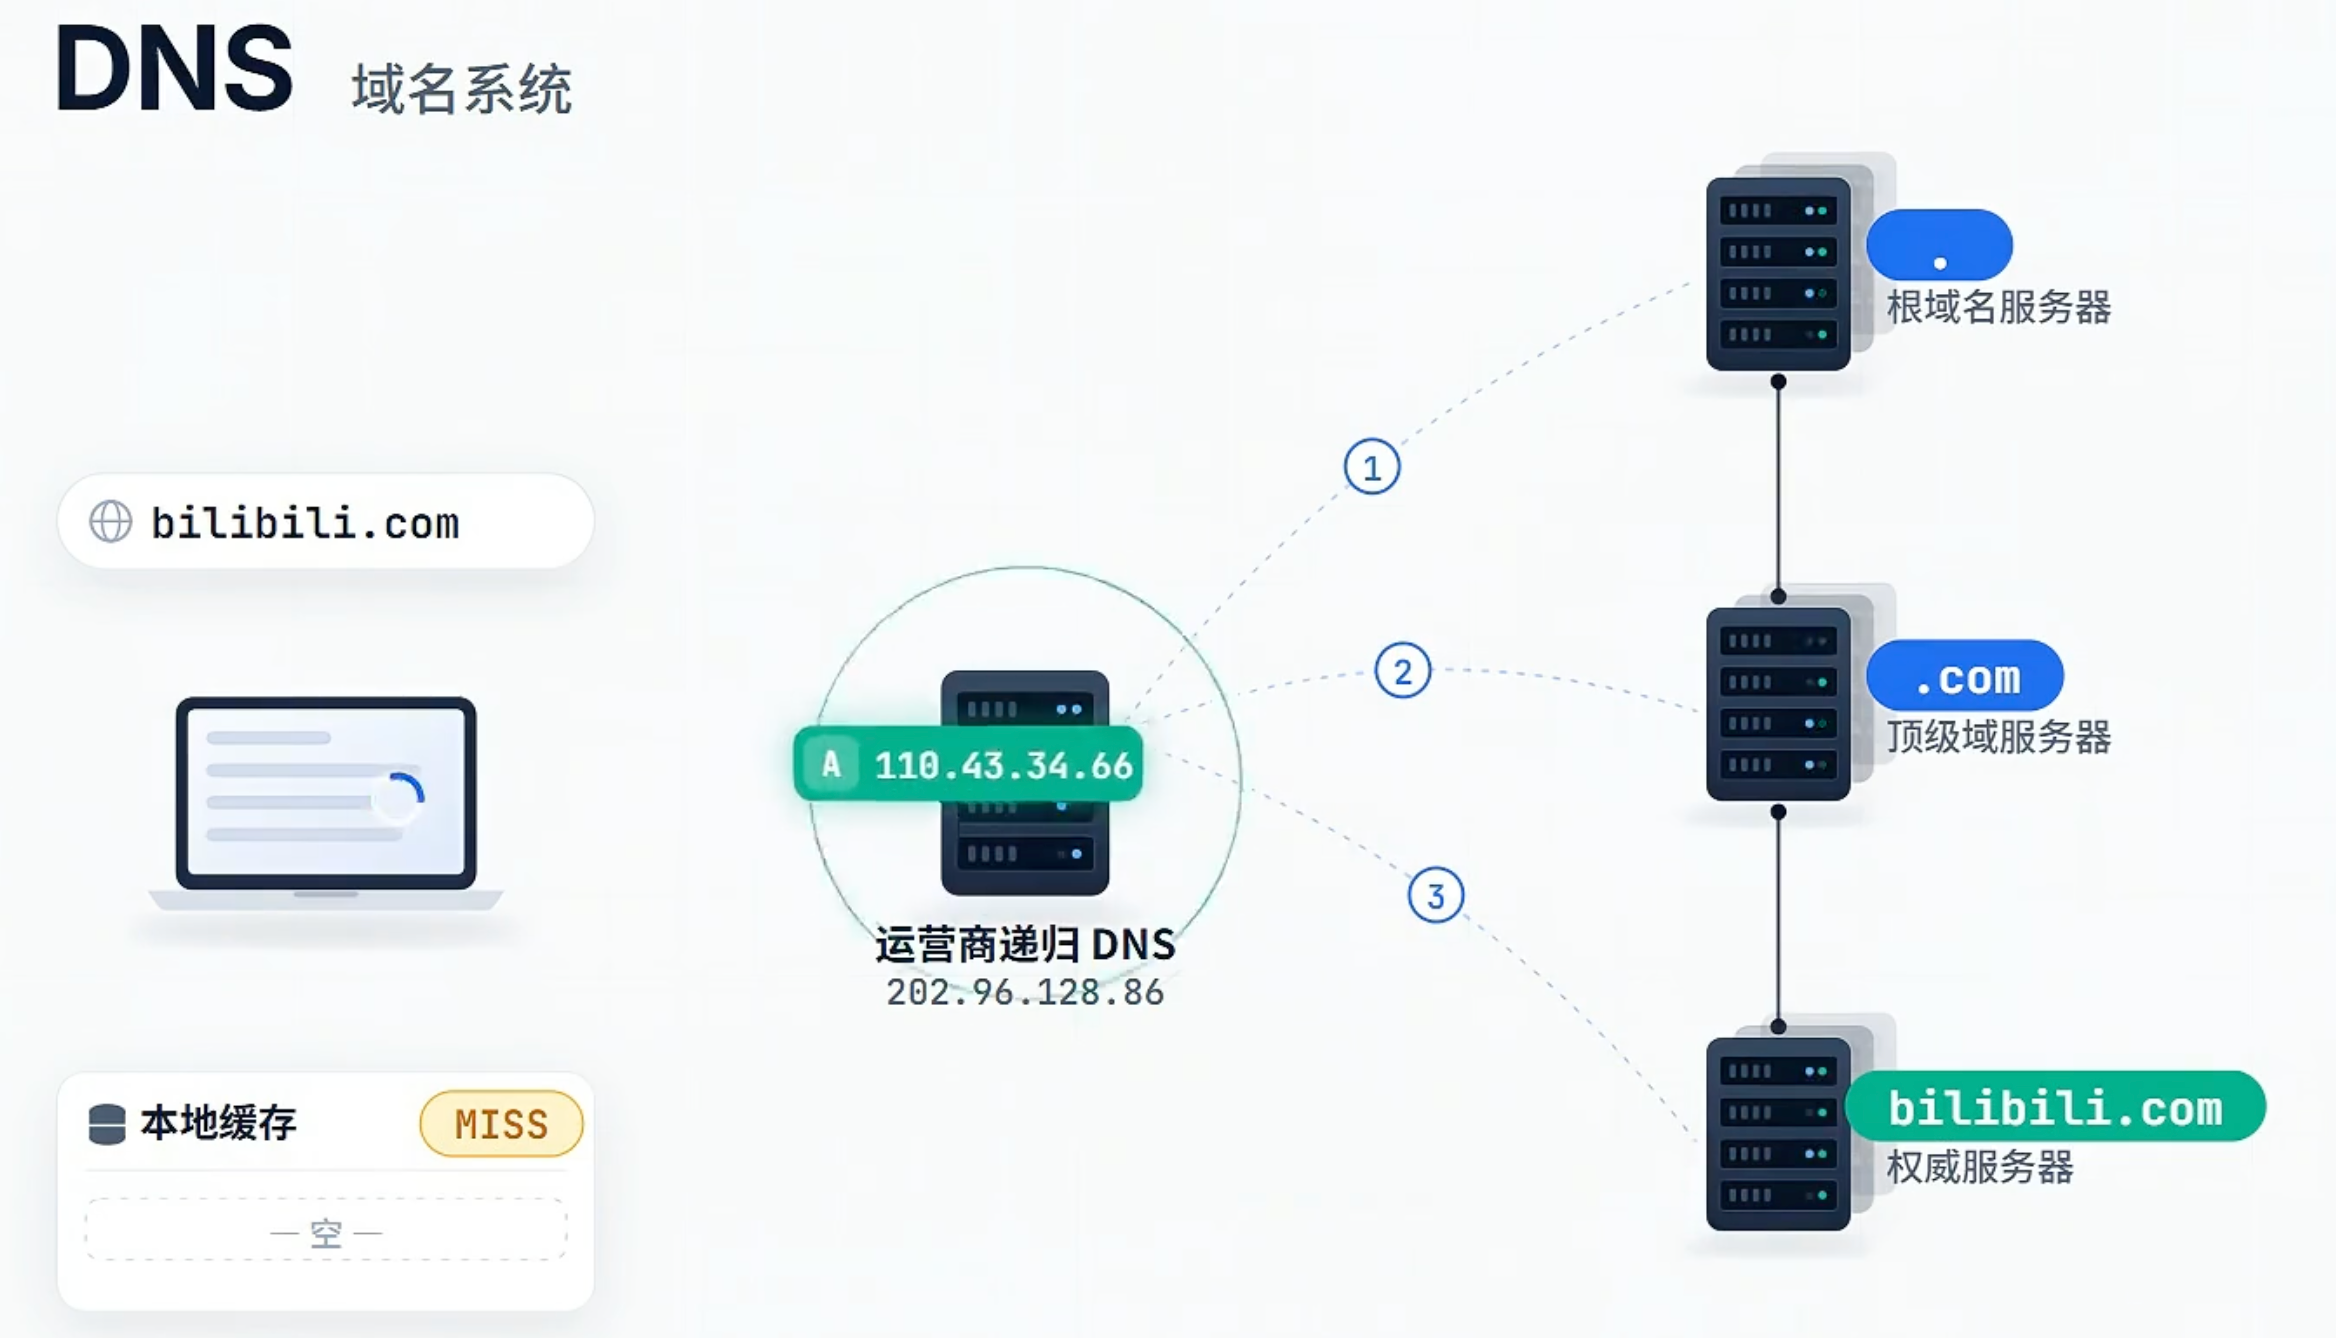 DNS 域名系统
.
根域名服务器
1
bilibili.com
2
.com
顶级域服务器
A 110.43.34.66
3
运营商递归 DNS
202.96.128.86
本地缓存 MISS
— 空 —
bilibili.com
权威服务器